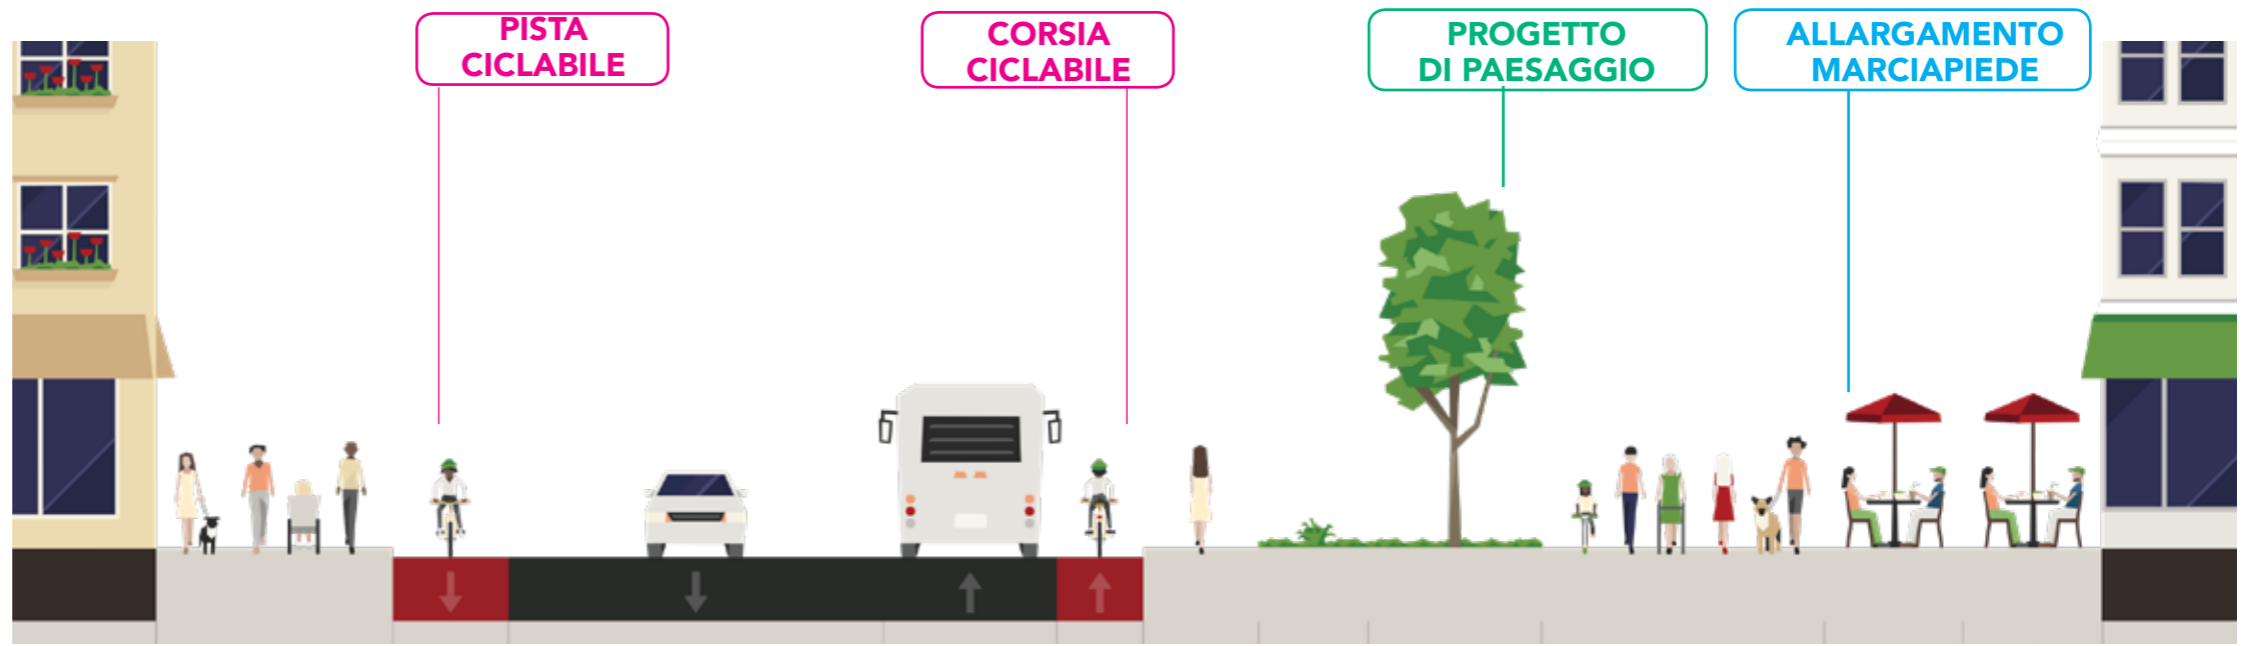 PISTA
CICLABILE
CORSIA
CICLABILE
PROGETTO
DI PAESAGGIO
ALLARGAMENTO
MARCIAPIEDE